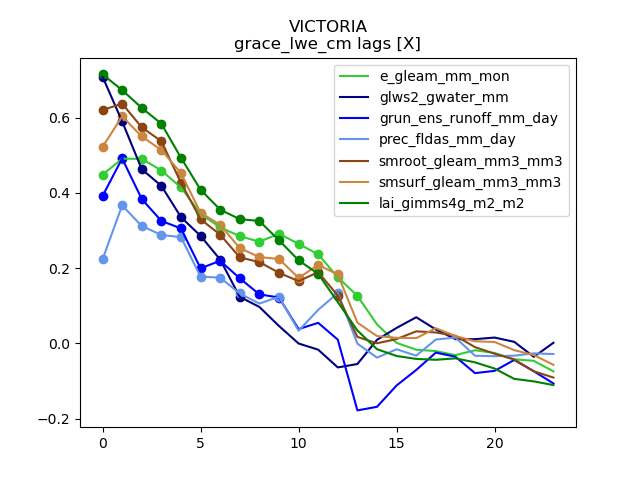 VICTORIA
grace_lwe_cm lags [X]
e_gleam_mm_mon
glws2_gwater_mm
grun_ens_runoff_mm_day
prec_fldas_mm_day
smroot_gleam_mm3_mm3
smsurf_gleam_mm3_mm3
lai_gimms4g_m2_m2
0.6
0.4
0.2
0.0
−0.2
0 5 10 15 20